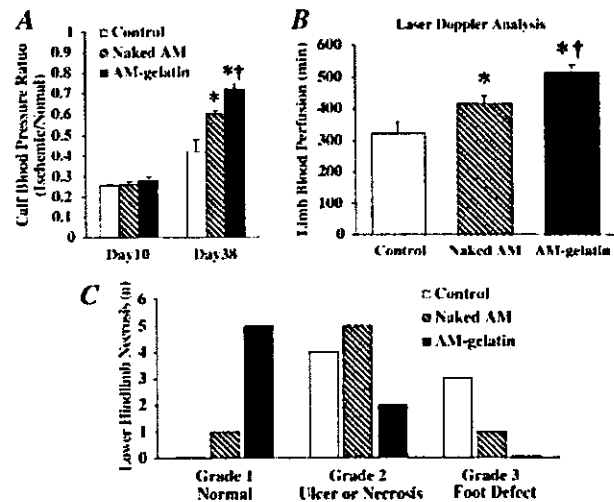 A
Control
Naked AM
AM-gelatin
Calf Blood Pressure Ratuo
(Ischemic/Nomal)
1
0.9
0.8
0.7
0.6
0.5
0.4
0.3
0.2
0.1
0
*
*†
Day10
Day38
B
Laser Doppler Analysis
Limb Blood Perfusion (min)
600
500
400
300
200
100
0
*
*†
Control
Naked AM
AM-gelatin
C
Lower Hindlimb Necrosis (n)
6
5
4
3
2
1
0
Control
Naked AM
AM-gelatin
Grade 1
Normal
Grade 2
Ulcer or Necrosis
Grade 3
Foot Defect